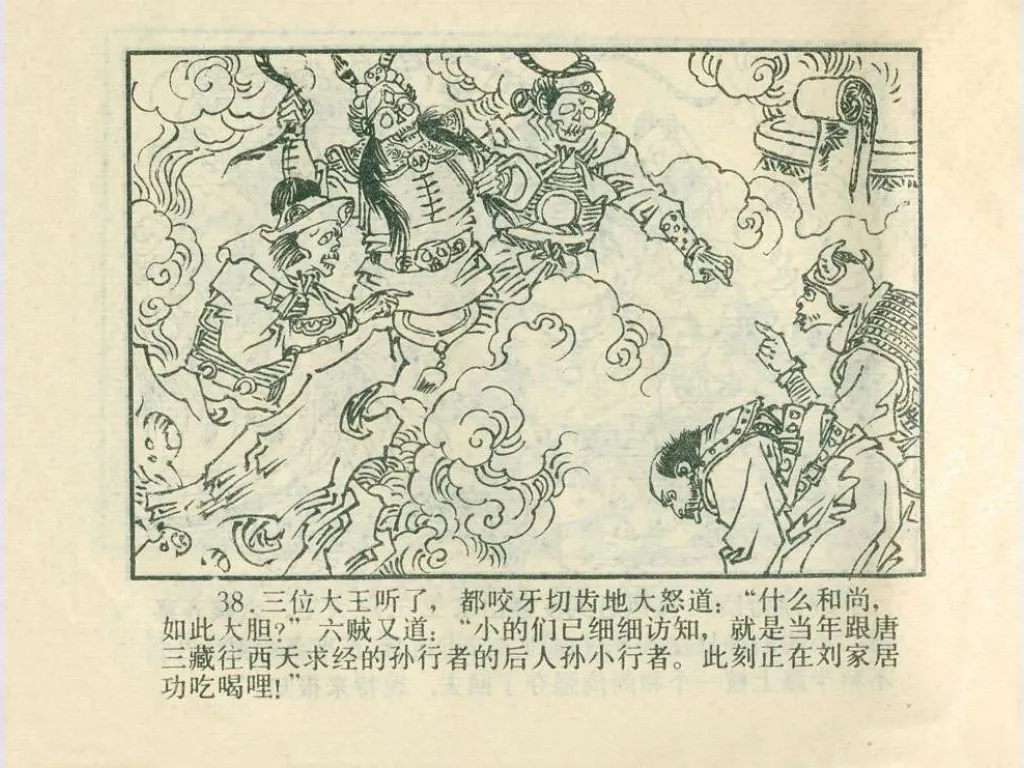 38.三位大王听了，都咬牙切齿地大怒道：“什么和尚，
如此大胆？”六贼又道：“小的们已细细访知，就是当年跟唐
三藏往西天求经的孙行者的后人孙小行者。此刻正在刘家居
功吃喝哩！”